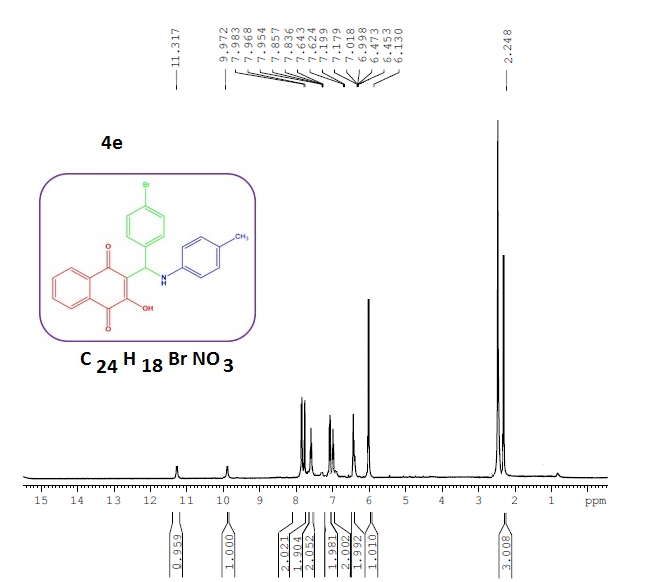 11.317
9.972
7.983
7.968
7.954
7.857
7.836
7.643
7.624
7.199
7.179
7.018
6.998
6.473
6.453
6.130
2.248
4e
Br
CH3
O
N
H
OH
O
C 24 H 18 Br NO 3
15 14 13 12 11 10 9 8 7 6 5 4 3 2 1 ppm
0.959
1.000
2.021
1.904
2.052
1.981
2.002
1.992
1.010
3.008